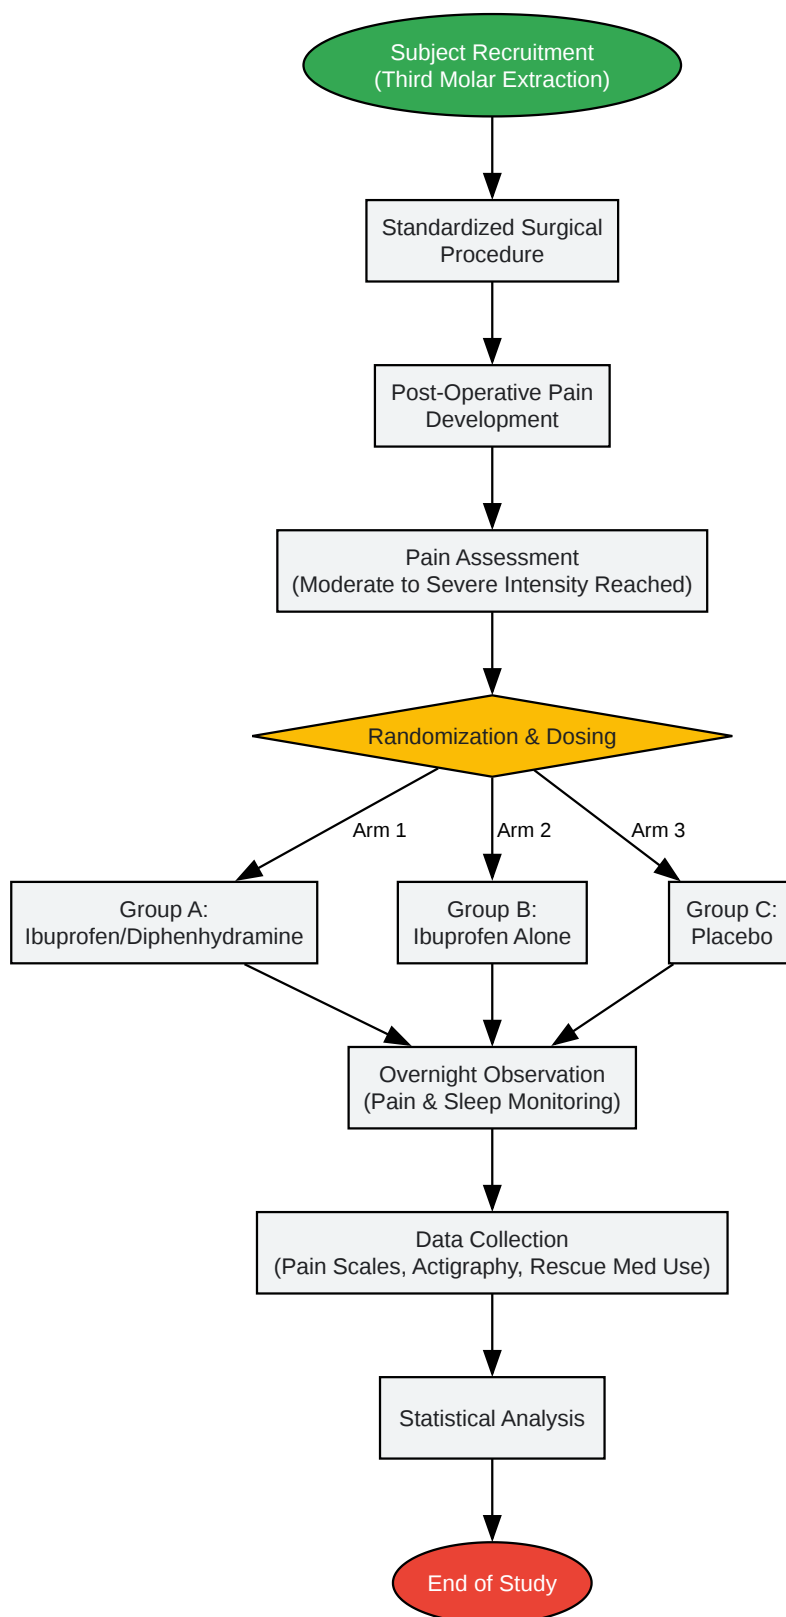 Subject Recruitment
(Third Molar Extraction)
Standardized Surgical
Procedure
Post-Operative Pain
Development
Pain Assessment
(Moderate to Severe Intensity Reached)
Randomization & Dosing
Arm 1
Arm 2
Arm 3
Group A:
Ibuprofen/Diphenhydramine
Group B:
Ibuprofen Alone
Group C:
Placebo
Overnight Observation
(Pain & Sleep Monitoring)
Data Collection
(Pain Scales, Actigraphy, Rescue Med Use)
Statistical Analysis
End of Study